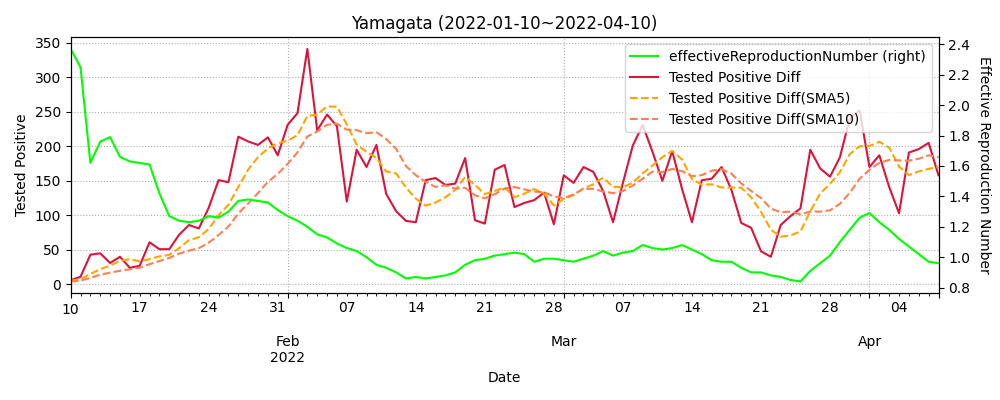 Yamagata (2022-01-10~2022-04-10)
effectiveReproductionNumber (right)
Tested Positive Diff
Tested Positive Diff(SMA5)
Tested Positive Diff(SMA10)
Tested Positive
350
300
250
200
150
100
50
0
2.4
2.2
2.0
1.8
1.6
1.4
1.2
1.0
0.8
Effective Reproduction Number
10 17 24 31 07 14 21 28 07 14 21 28 04
Feb Mar Apr
2022
Date